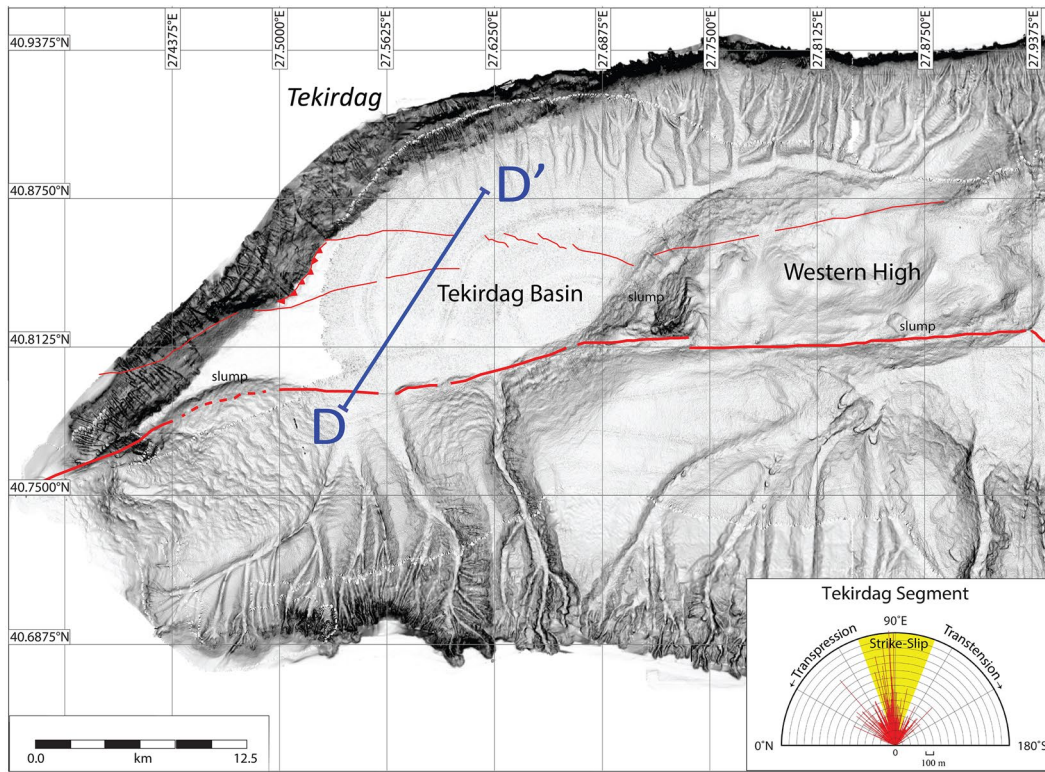 27.4375°E
27.5000°E
27.5625°E
27.6250°E
27.6875°E
27.7500°E
27.8125°E
27.8750°E
27.9375°E
40.9375°N
Tekirdag
40.8750°N
D’
Western High
Tekirdag Basin
slump
slump
40.8125°N
slump
D
40.7500°N
40.6875°N
Tekirdag Segment
90˚E
Strike-Slip
←Transpression
Transtension→
0˚N
180˚S
0
100 m
0.0
km
12.5